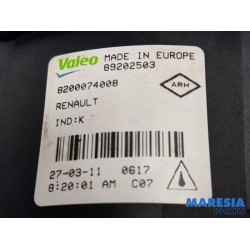 Valeo MADE IN EUROPE
89202503
8200074008
RENAULT
ARH
IND:K
27-03-11 0617
8:20:01 AM C07
MARESIA
PARTS